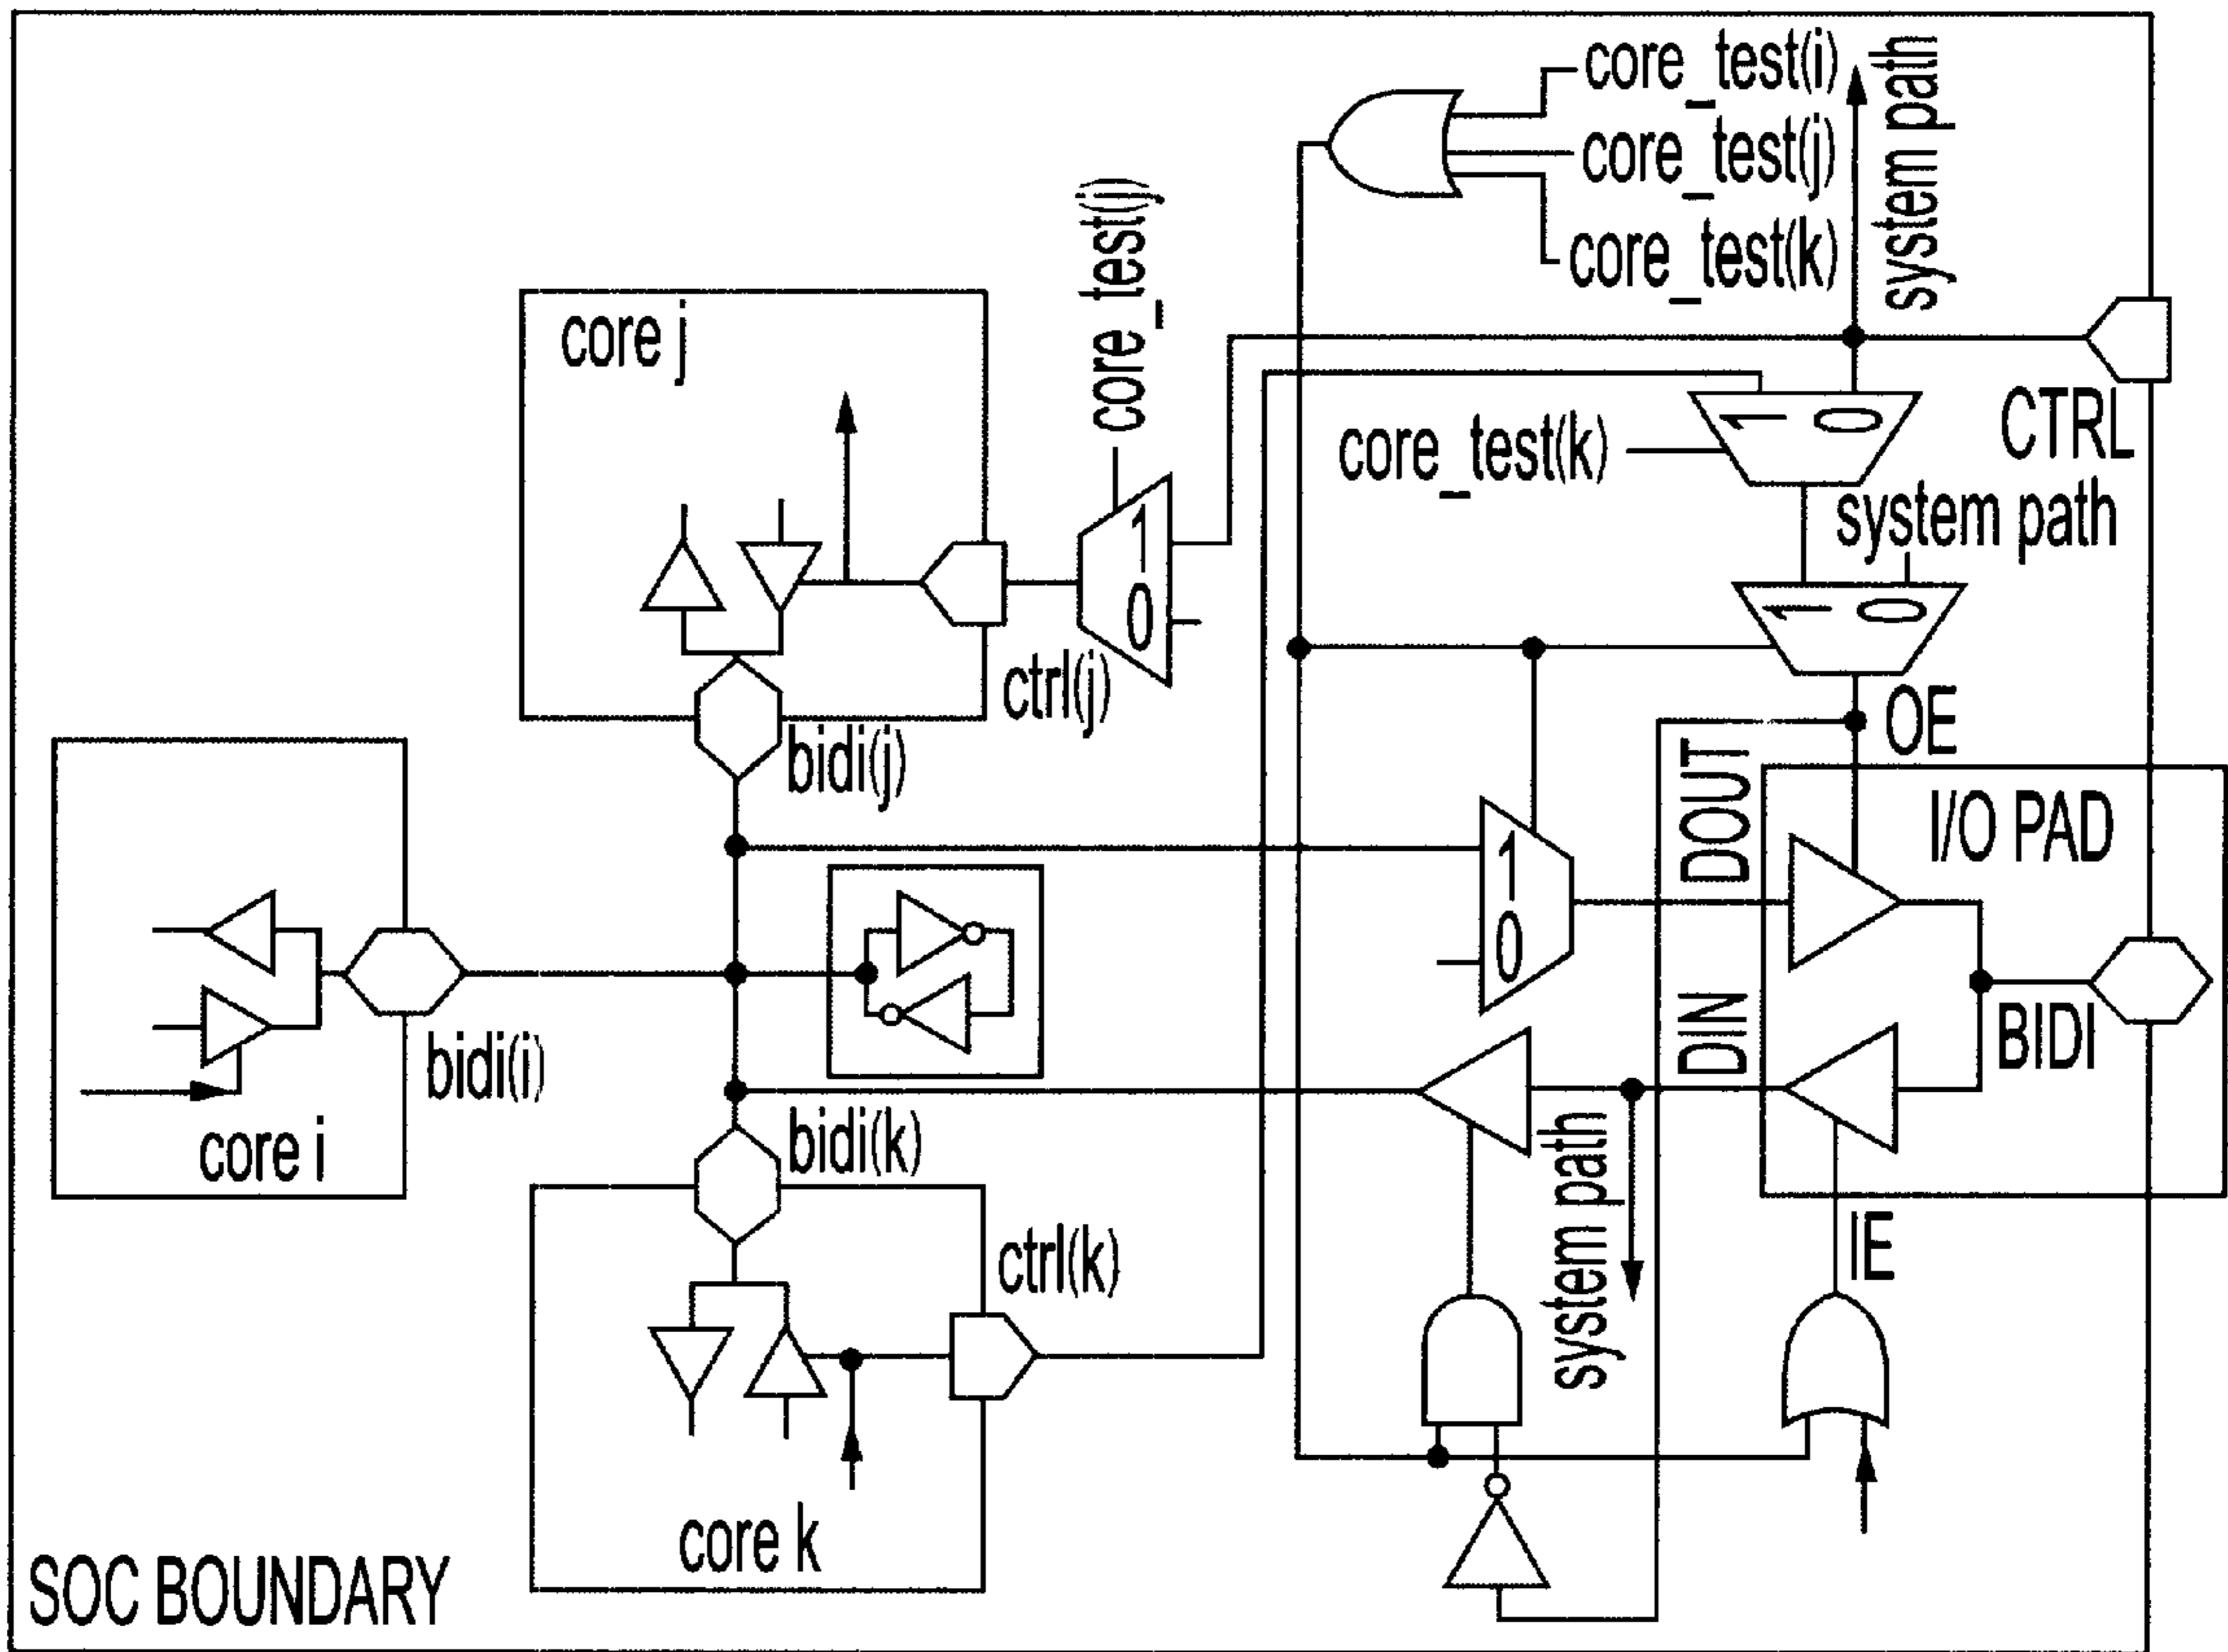 core_test(i)
core_test(j)
core_test(k)
system path
core_test(j)
core j
CTRL
1 0
core_test(k)
system path
1
0
1 0
ctrl(j)
OE
bidi(j)
DOUT
I/O PAD
1
0
DIN
BIDI
bidi(i)
core i
bidi(k)
system path
ctrl(k)
IE
core k
SOC BOUNDARY